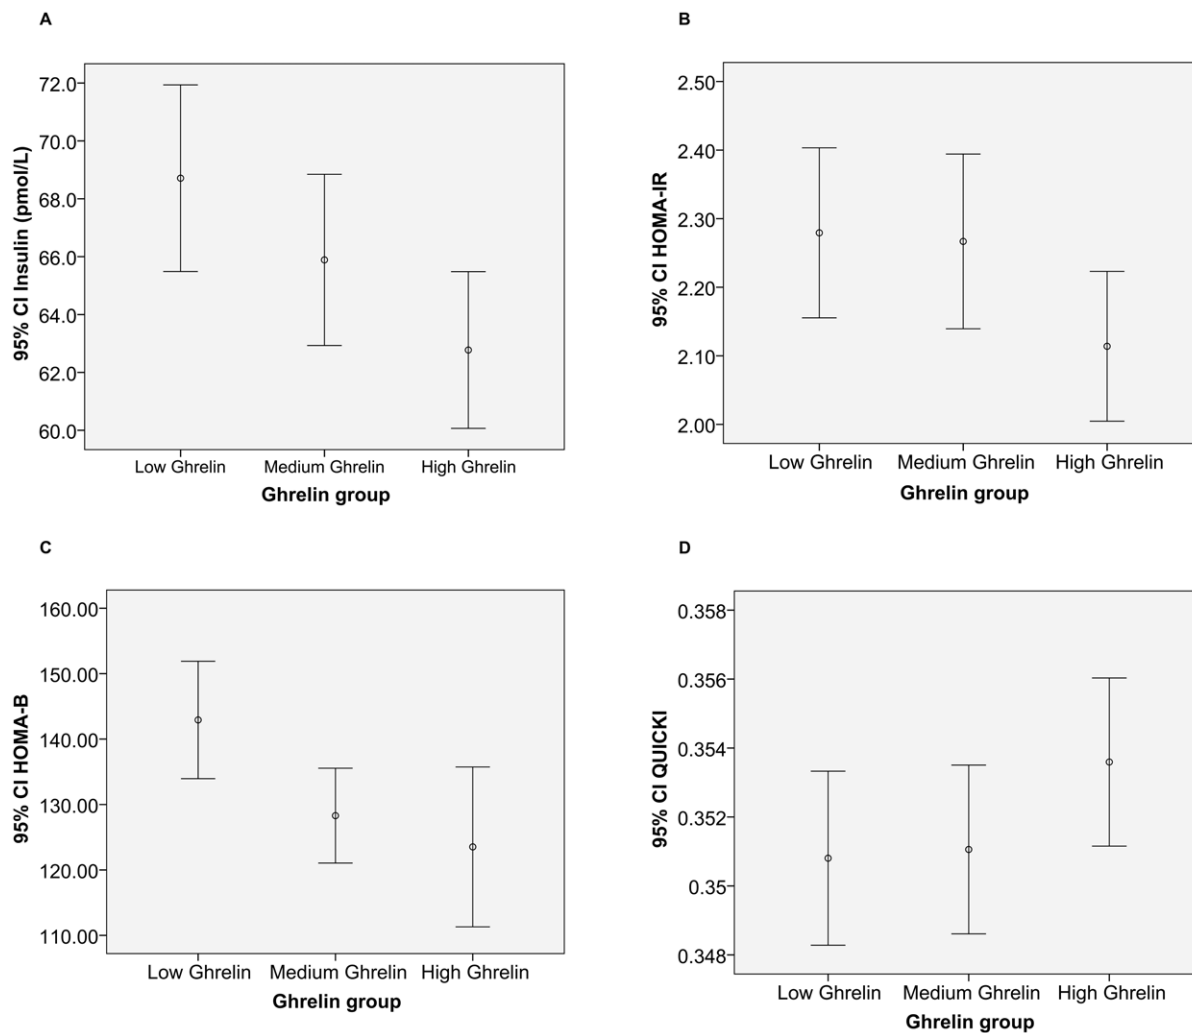 A
95% CI Insulin (pmol/L)
72.0
70.0
68.0
66.0
64.0
62.0
60.0
Low Ghrelin Medium Ghrelin High Ghrelin
Ghrelin group
B
95% CI HOMA-IR
2.50
2.40
2.30
2.20
2.10
2.00
Low Ghrelin Medium Ghrelin High Ghrelin
Ghrelin group
C
95% CI HOMA-B
160.00
150.00
140.00
130.00
120.00
110.00
Low Ghrelin Medium Ghrelin High Ghrelin
Ghrelin group
D
95% CI QUICKI
0.358
0.356
0.354
0.352
0.35
0.348
Low Ghrelin Medium Ghrelin High Ghrelin
Ghrelin group